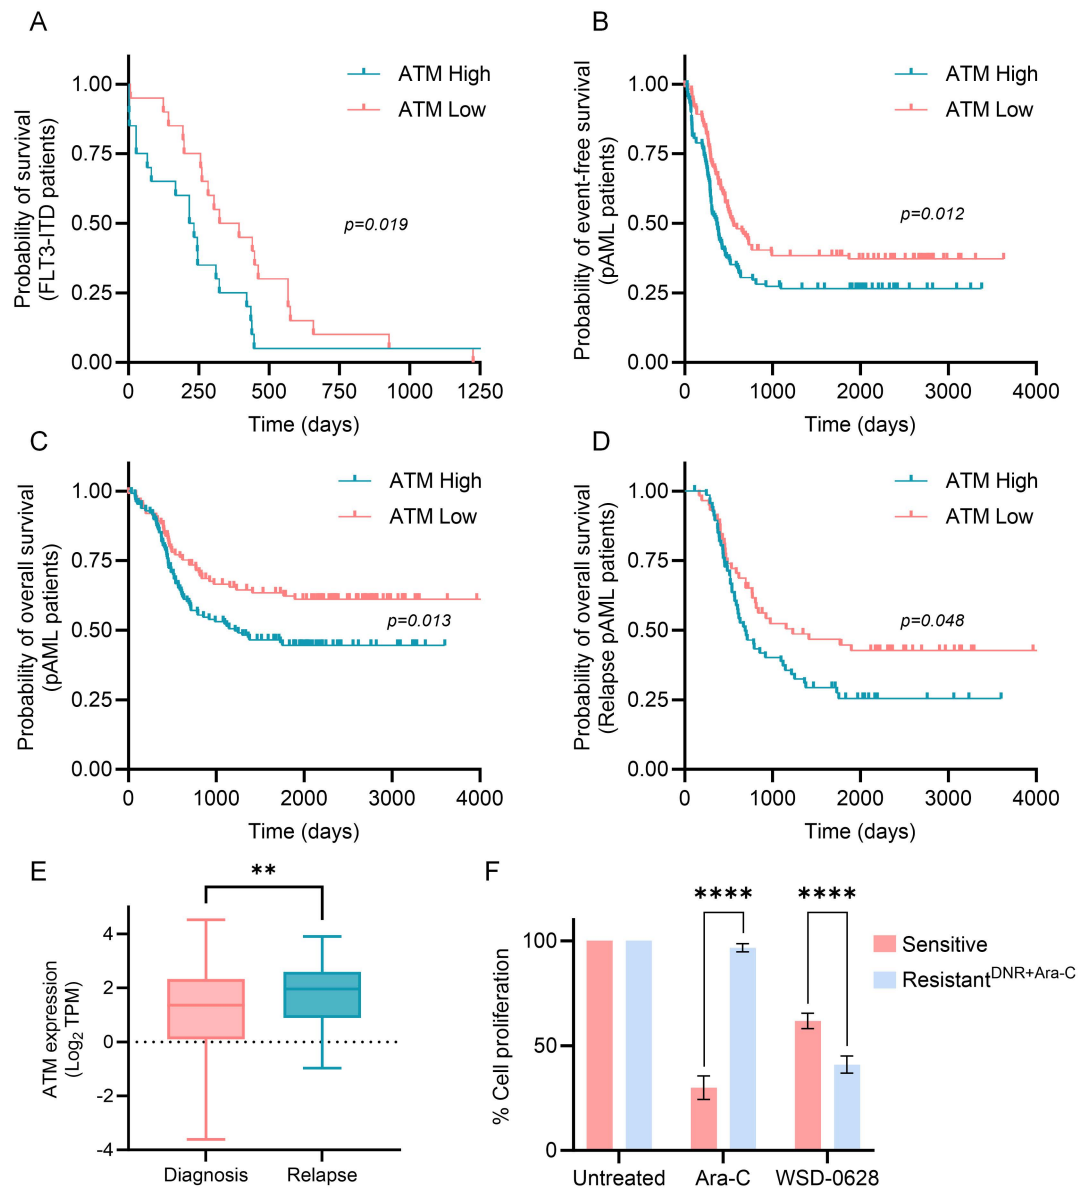 A
ATM High
ATM Low
p=0.019
Probability of survival
(FLT3-ITD patients)
1.00
0.75
0.50
0.25
0.00
0 250 500 750 1000 1250
Time (days)
B
ATM High
ATM Low
p=0.012
Probability of event-free survival
(pAML patients)
1.00
0.75
0.50
0.25
0.00
0 1000 2000 3000 4000
Time (days)
C
ATM High
ATM Low
p=0.013
Probability of overall survival
(pAML patients)
1.00
0.75
0.50
0.25
0.00
0 1000 2000 3000 4000
Time (days)
D
ATM High
ATM Low
p=0.048
Probability of overall survival
(Relapse pAML patients)
1.00
0.75
0.50
0.25
0.00
0 1000 2000 3000 4000
Time (days)
E
**
ATM expression
(Log2 TPM)
4
2
0
-2
-4
Diagnosis Relapse
F
**** ****
% Cell proliferation
100
50
0
Untreated Ara-C WSD-0628
Sensitive
Resistant DNR+Ara-C